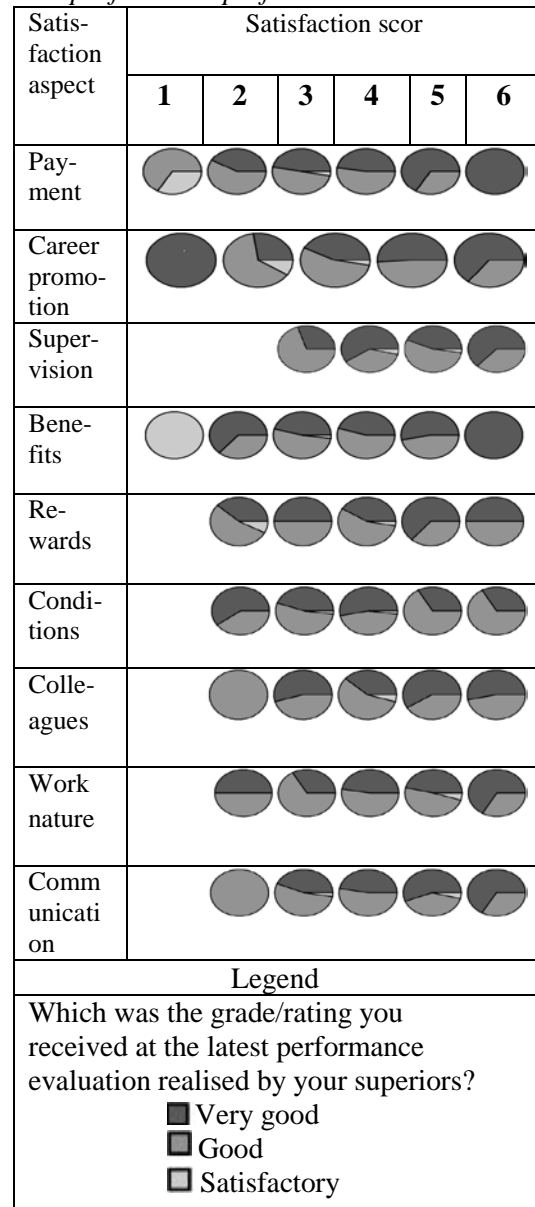 Satis-
faction
aspect
Satisfaction scor
1 2 3 4 5 6
Pay-
ment
Career
promo-
tion
Super-
vision
Bene-
fits
Re-
wards
Condi-
tions
Colle-
agues
Work
nature
Comm
unicati
on
Legend
Which was the grade/rating you
received at the latest performance
evaluation realised by your superiors?
Very good
Good
Satisfactory